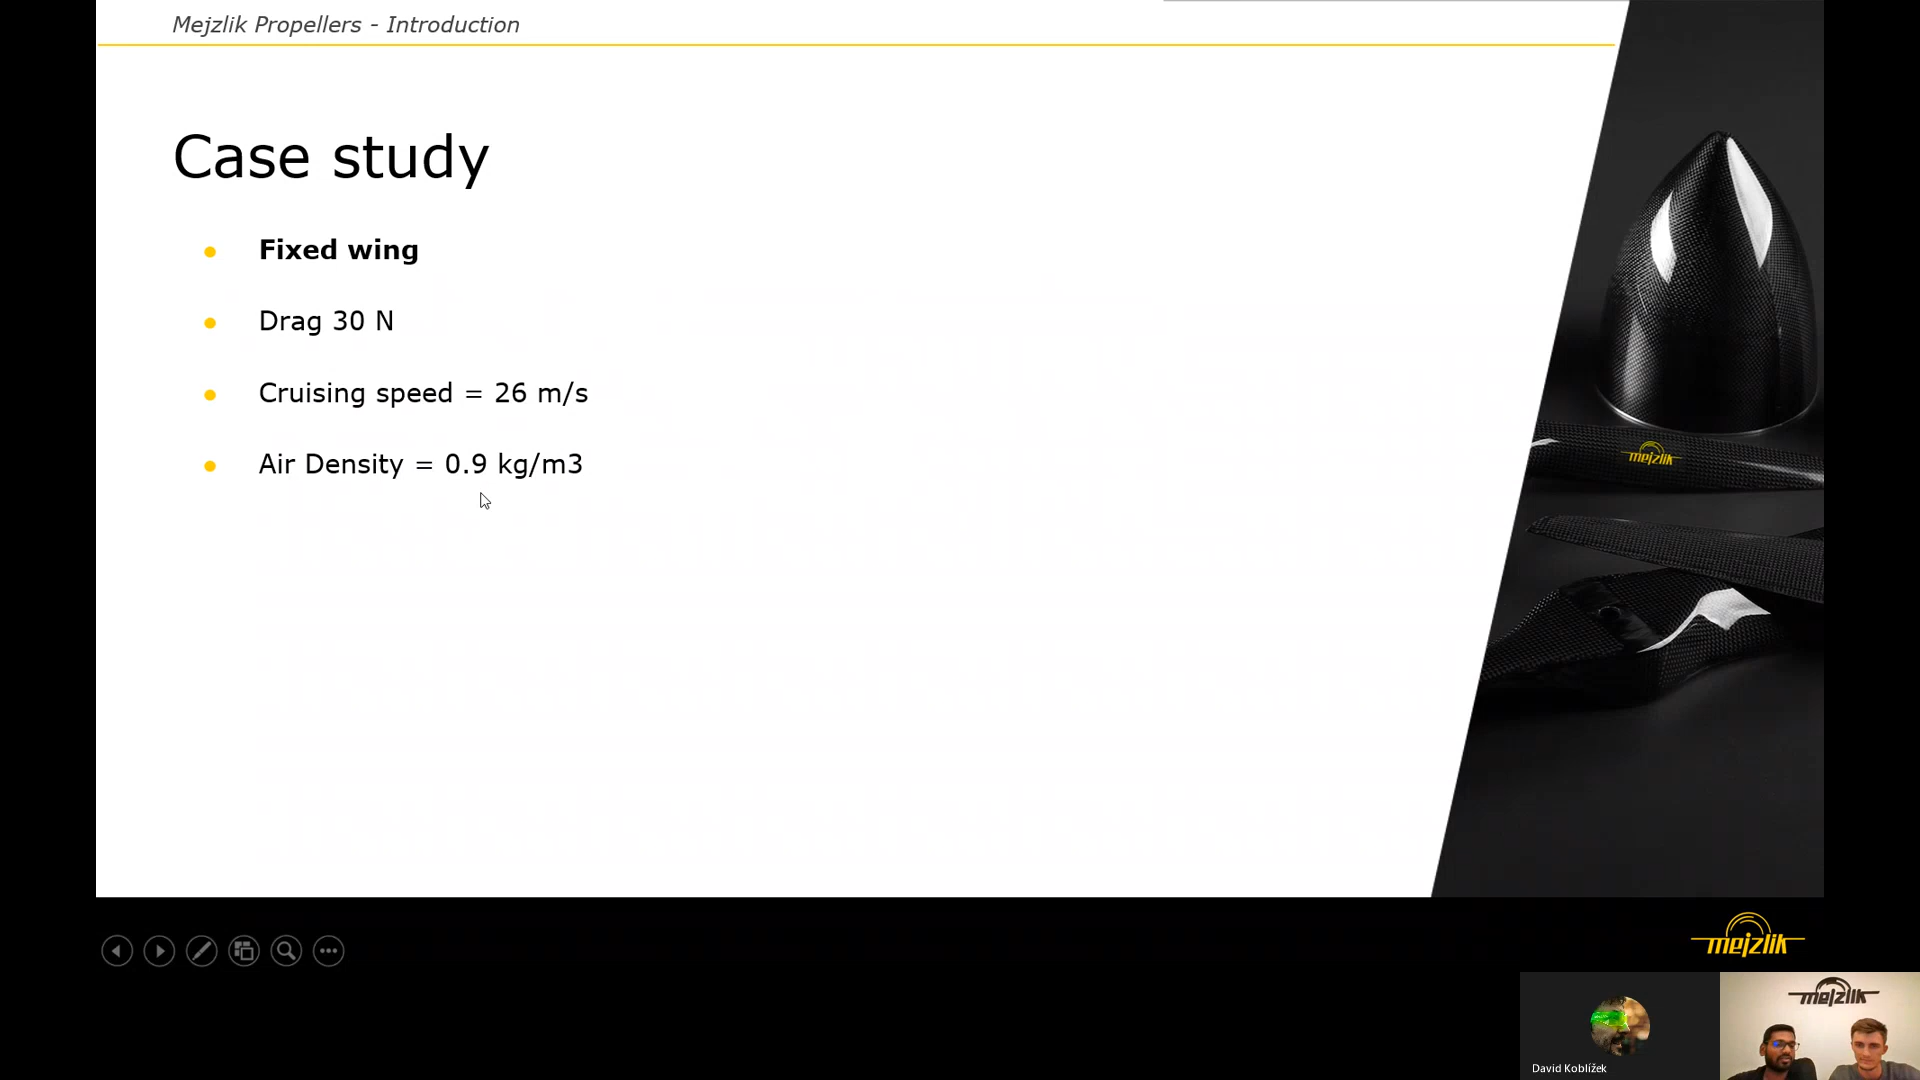 Mejzlik Propellers - Introduction
Case study
Fixed wing
Drag 30 N
Cruising speed = 26 m/s
Air Density = 0.9 kg/m3
mejzlik
mejzlik
mejzlik
David Koblížek